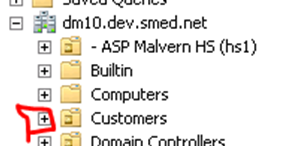 Saved Queries
dm10.dev.smed.net
- ASP Malvern HS (hs1)
Builtin
Computers
Customers
Domain Controllers